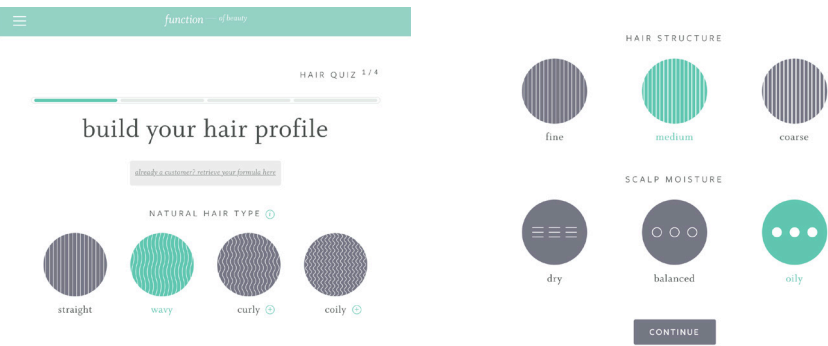 function of beauty
HAIR QUIZ 1/4
build your hair profile
already a customer? retrieve your formula here
NATURAL HAIR TYPE +
straight wavy curly + coily +
HAIR STRUCTURE
fine medium coarse
SCALP MOISTURE
dry balanced oily
CONTINUE